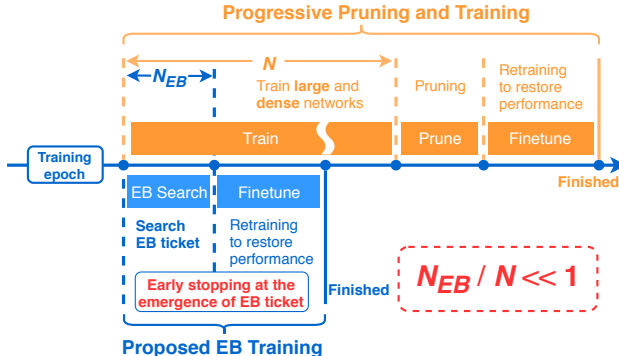 Progressive Pruning and Training
N
N_EB
Train large and
dense networks
Pruning
Retraining
to restore
performance
Train
Prune
Finetune
Training
epoch
Finished
EB Search
Finetune
Search
EB ticket
Retraining
to restore
performance
Early stopping at the
emergence of EB ticket
Finished
N_EB / N << 1
Proposed EB Training